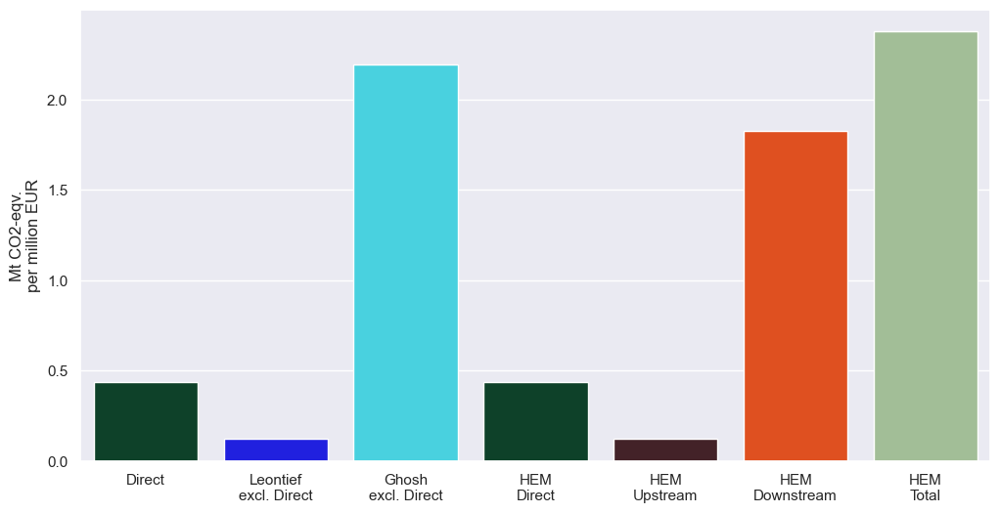 Mt CO2-eqv.
per million EUR
2.0
1.5
1.0
0.5
0.0
Direct
Leontief
excl. Direct
Ghosh
excl. Direct
HEM
Direct
HEM
Upstream
HEM
Downstream
HEM
Total